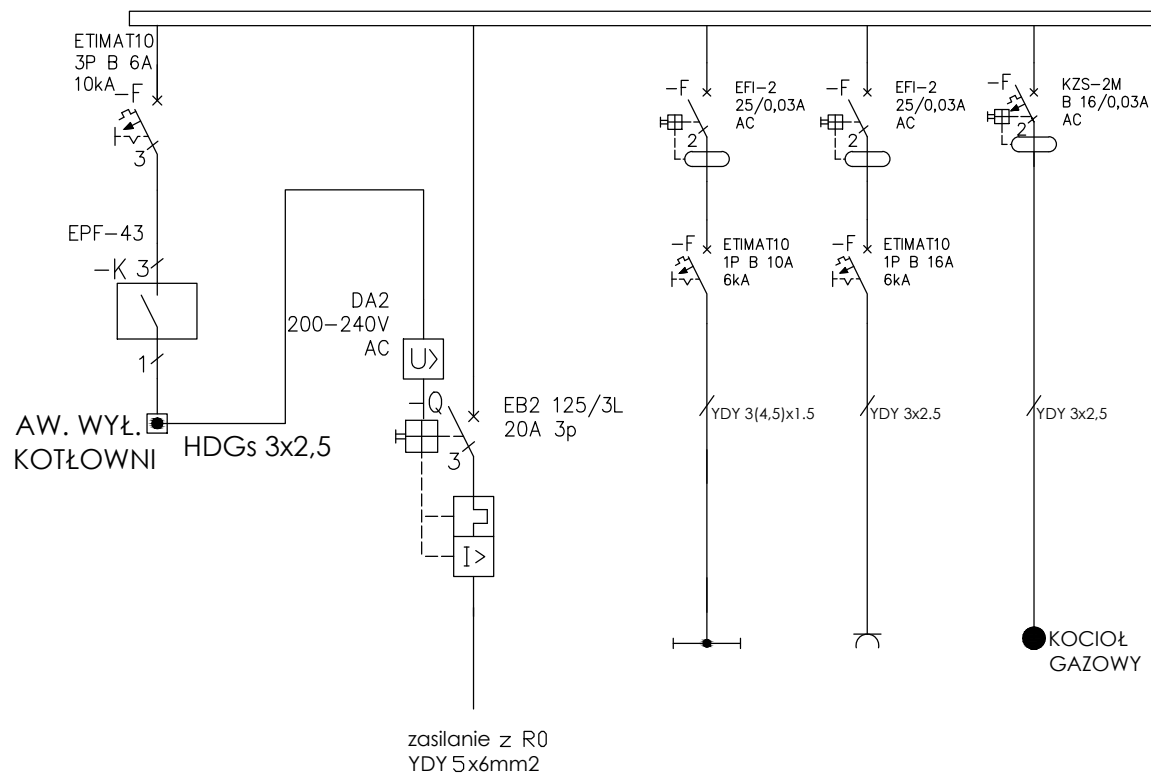 ETIMAT10
3P B 6A
10kA
-F
3
EPF-43
-K 3
1
AW. WYŁ.
KOTŁOWNI
HDGs 3x2,5
DA2
200-240V
AC
U>
-Q
3
EB2 125/3L
20A 3p
I>
zasilanie z R0
YDY 5x6mm2
-F
EFI-2
25/0,03A
AC
2
-F
ETIMAT10
1P B 10A
6kA
YDY 3(4,5)x1.5
-F
EFI-2
25/0,03A
AC
2
-F
ETIMAT10
1P B 16A
6kA
YDY 3x2.5
-F
KZS-2M
B 16/0,03A
AC
2
YDY 3x2,5
KOCIOŁ
GAZOWY